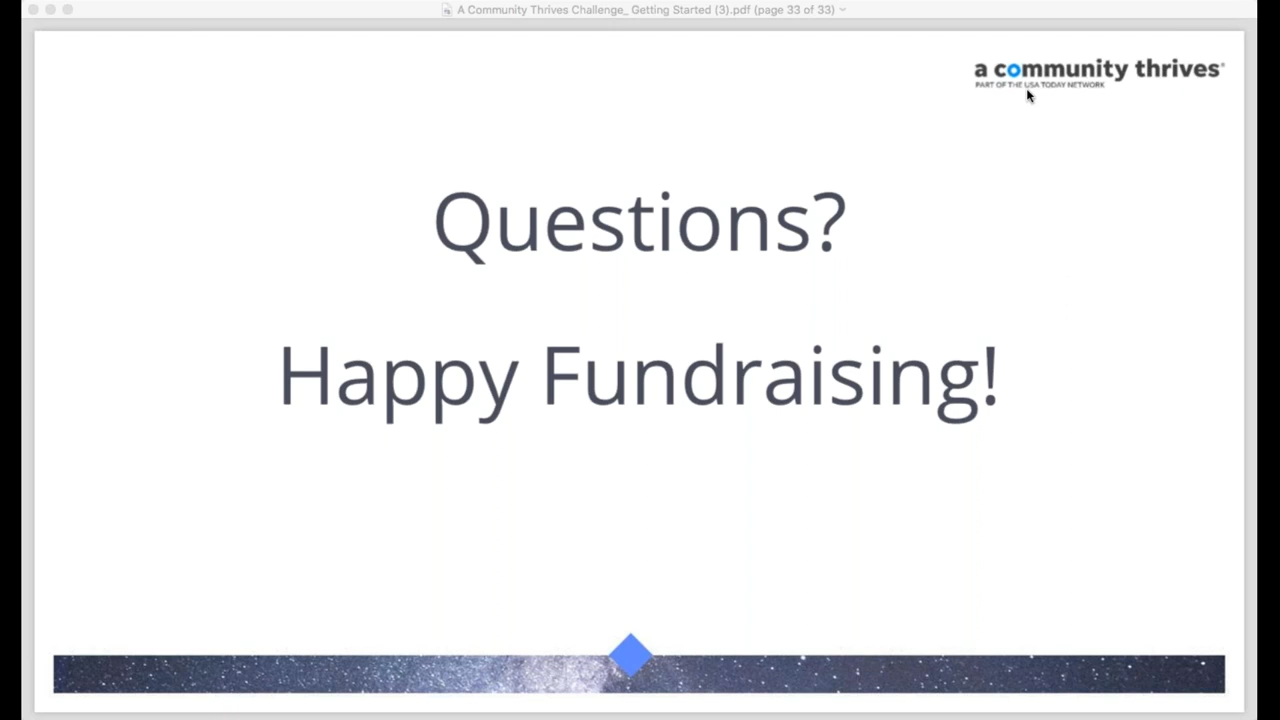 A Community Thrives Challenge_ Getting Started (3).pdf (page 33 of 33)
a community thrives®
PART OF THE USA TODAY NETWORK
Questions?
Happy Fundraising!